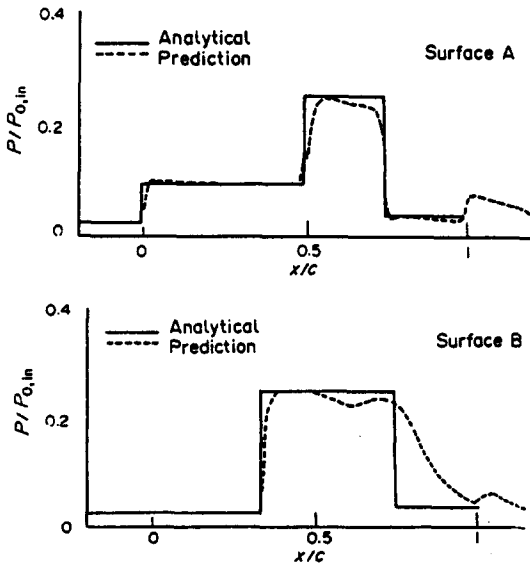 0.4
Analytical
Prediction
Surface A
P/P0,in
0.2
0
0
0.5
1
x/c
0.4
Analytical
Prediction
Surface B
P/P0,in
0.2
0
0
0.5
1
x/c